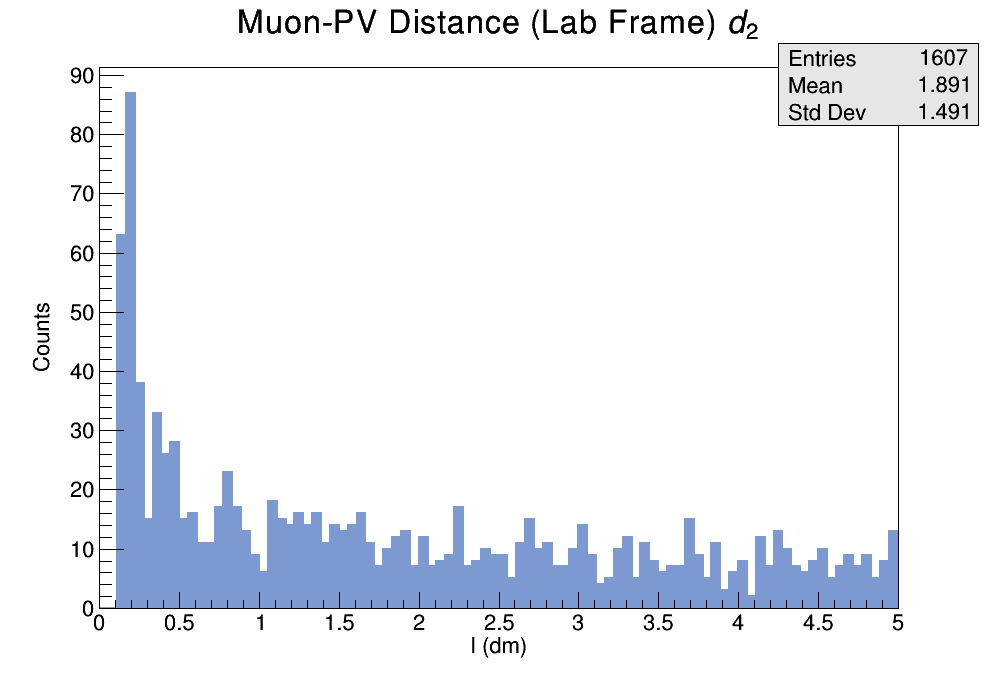 Muon-PV Distance (Lab Frame) d₂
Entries 1607
Mean 1.891
Std Dev 1.491
90
80
70
60
50
40
30
20
10
0
Counts
0 0.5 1 1.5 2 2.5 3 3.5 4 4.5 5
l (dm)